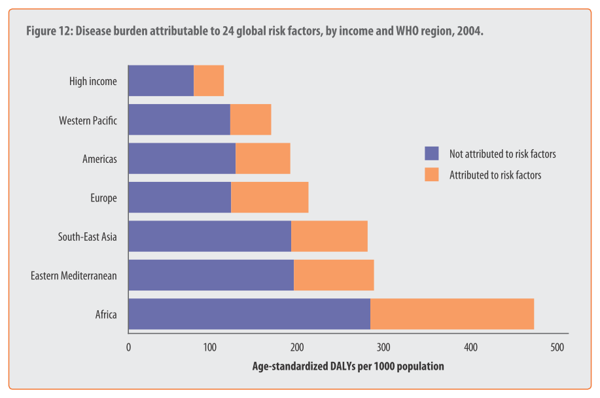 Figure 12: Disease burden attributable to 24 global risk factors, by income and WHO region, 2004.
High income
Western Pacific
Americas
Europe
South-East Asia
Eastern Mediterranean
Africa
Not attributed to risk factors
Attributed to risk factors
0 100 200 300 400 500
Age-standardized DALYs per 1000 population